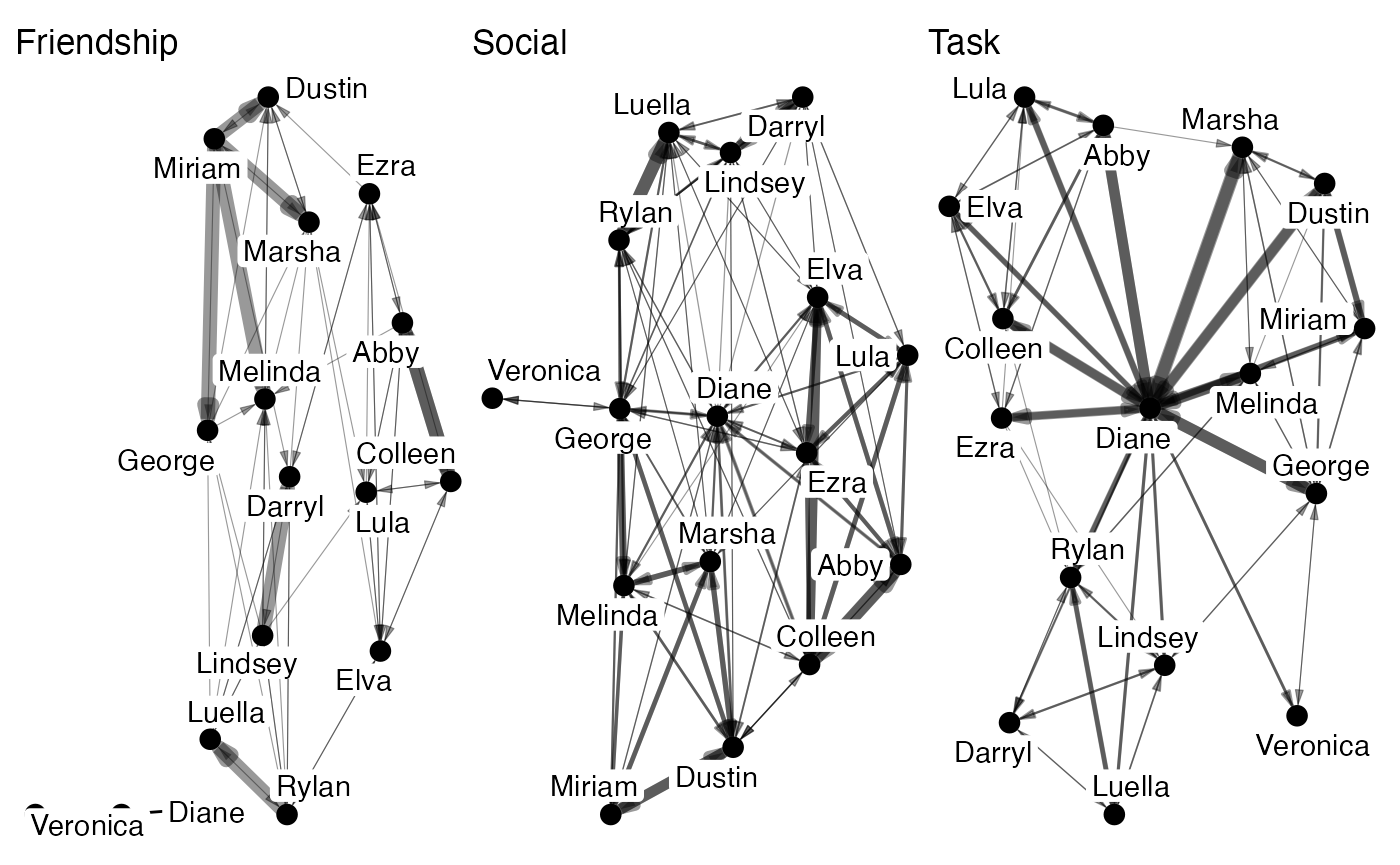 Friendship
Dustin
Miriam
Ezra
Marsha
Abby
Melinda
George
Colleen
Darryl
Lula
Lindsey
Elva
Luella
Rylan
Diane
Veronica
Social
Luella
Darryl
Lindsey
Rylan
Elva
Lula
Veronica
Diane
George
Ezra
Marsha
Abby
Melinda
Colleen
Miriam
Dustin
Task
Lula
Marsha
Abby
Elva
Dustin
Miriam
Colleen
Melinda
Diane
Ezra
George
Rylan
Lindsey
Darryl
Veronica
Luella